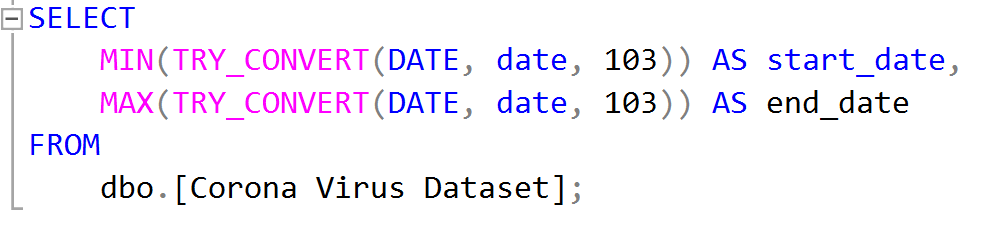 SELECT
MIN(TRY_CONVERT(DATE, date, 103)) AS start_date,
MAX(TRY_CONVERT(DATE, date, 103)) AS end_date
FROM
dbo.[Corona Virus Dataset];